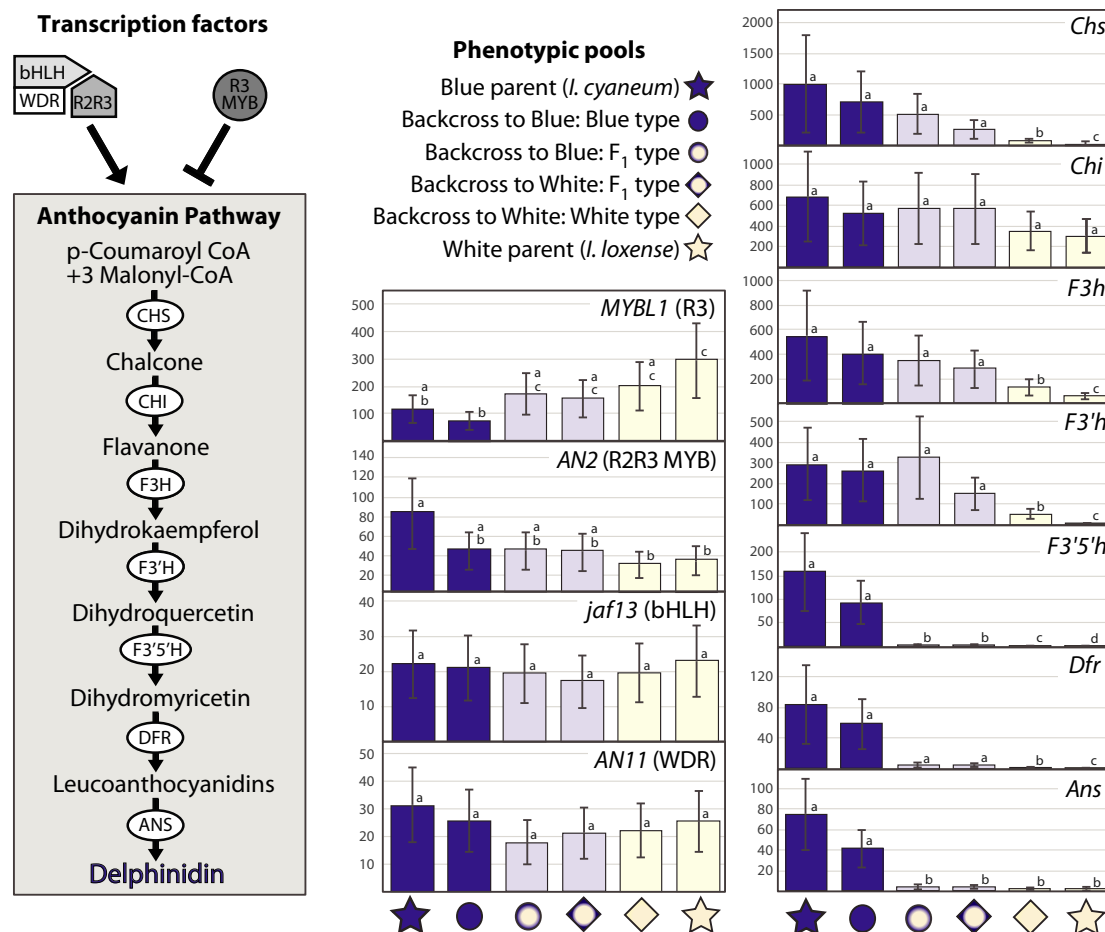 Transcription factors
bHLH
WDR
R2R3
R3
MYB
Anthocyanin Pathway
p-Coumaroyl CoA
+3 Malonyl-CoA
CHS
Chalcone
CHI
Flavanone
F3H
Dihydrokaempferol
F3'H
Dihydroquercetin
F3'5'H
Dihydromyricetin
DFR
Leucoanthocyanidins
ANS
Delphinidin
Phenotypic pools
Blue parent (I. cyaneum)
Backcross to Blue: Blue type
Backcross to Blue: F1 type
Backcross to White: F1 type
Backcross to White: White type
White parent (I. loxense)
MYBL1 (R3)
500
400
300
200
100
a a a a
b b c c c c
AN2 (R2R3 MYB)
140
120
100
80
60
40
20
a a a a
b b b b b
jaf13 (bHLH)
40
30
20
10
a a a a a a
AN11 (WDR)
50
40
30
20
10
a a a a a a
Chs
2000
1500
1000
500
a a a a b c
Chi
1000
800
600
400
200
a a a a a a
F3h
1000
800
600
400
200
a a a a b c
F3'h
500
400
300
200
100
a a a a b c
F3'5'h
200
150
100
50
a a b b c d
Dfr
120
80
40
a a a a b c
Ans
100
80
60
40
20
a a b b b b